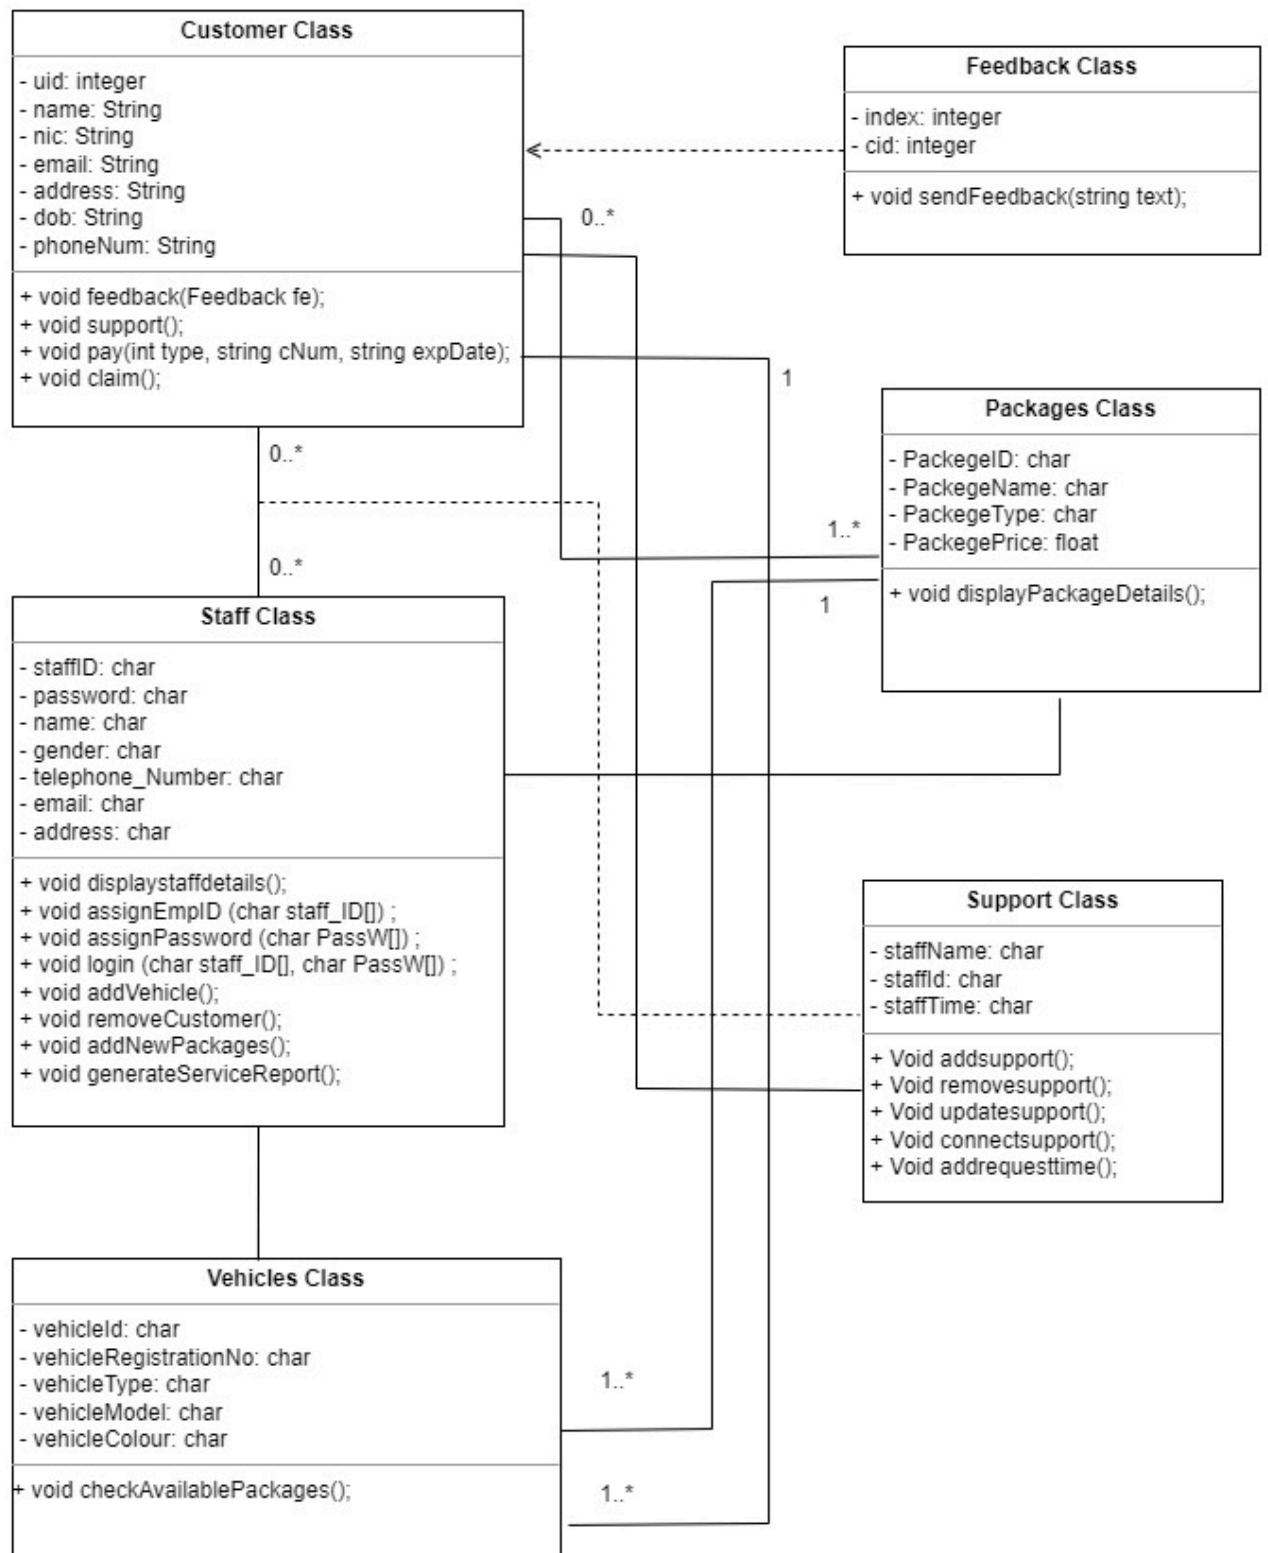 Customer Class
- uid: integer
- name: String
- nic: String
- email: String
- address: String
- dob: String
- phoneNum: String
+ void feedback(Feedback fe);
+ void support();
+ void pay(int type, string cNum, string expDate);
+ void claim();
Feedback Class
- index: integer
- cid: integer
+ void sendFeedback(string text);
0..*
1
0..*
0..*
Packages Class
- PackegeID: char
- PackegeName: char
- PackegeType: char
- PackegePrice: float
+ void displayPackageDetails();
1..*
1
Staff Class
- staffID: char
- password: char
- name: char
- gender: char
- telephone_Number: char
- email: char
- address: char
+ void displaystaffdetails();
+ void assignEmpID (char staff_ID[]) ;
+ void assignPassword (char PassW[]) ;
+ void login (char staff_ID[], char PassW[]) ;
+ void addVehicle();
+ void removeCustomer();
+ void addNewPackages();
+ void generateServiceReport();
Support Class
- staffName: char
- staffId: char
- staffTime: char
+ Void addsupport();
+ Void removesupport();
+ Void updatesupport();
+ Void connectsupport();
+ Void addrequesttime();
Vehicles Class
- vehicleId: char
- vehicleRegistrationNo: char
- vehicleType: char
- vehicleModel: char
- vehicleColour: char
+ void checkAvailablePackages();
1..*
1..*